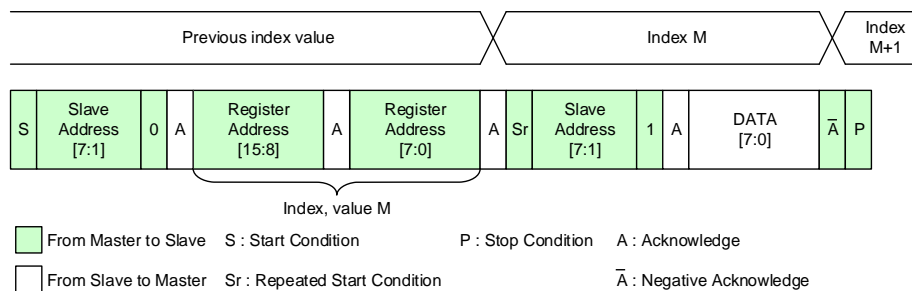 Previous index value
Index M
Index
M+1
S
Slave
Address
[7:1]
0
A
Register
Address
[15:8]
A
Register
Address
[7:0]
A
Sr
Slave
Address
[7:1]
1
A
DATA
[7:0]
A̅
P
Index, value M
From Master to Slave S : Start Condition P : Stop Condition A : Acknowledge
From Slave to Master Sr : Repeated Start Condition A̅ : Negative Acknowledge